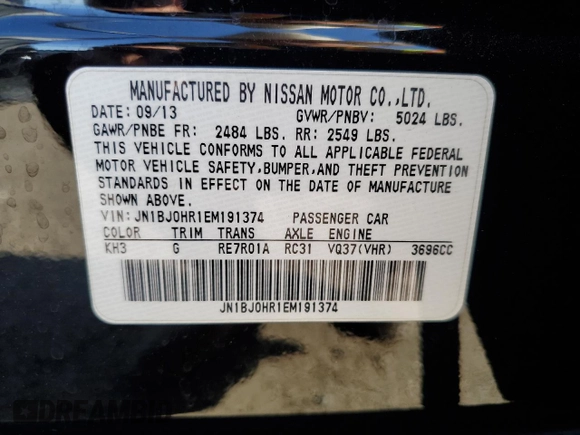 MANUFACTURED BY NISSAN MOTOR CO.,LTD.
DATE: 09/13 GVWR/PNBV: 5024 LBS.
GAWR/PNBE FR: 2484 LBS. RR: 2549 LBS.
THIS VEHICLE CONFORMS TO ALL APPLICABLE FEDERAL
MOTOR VEHICLE SAFETY,BUMPER,AND THEFT PREVENTION
STANDARDS IN EFFECT ON THE DATE OF MANUFACTURE
SHOWN ABOVE.
VIN:JN1BJ0HR1EM191374 PASSENGER CAR
COLOR TRIM TRANS AXLE ENGINE
KH3 G RE7R01A RC31 VQ37(VHR) 3696CC
JN1BJ0HR1EM191374